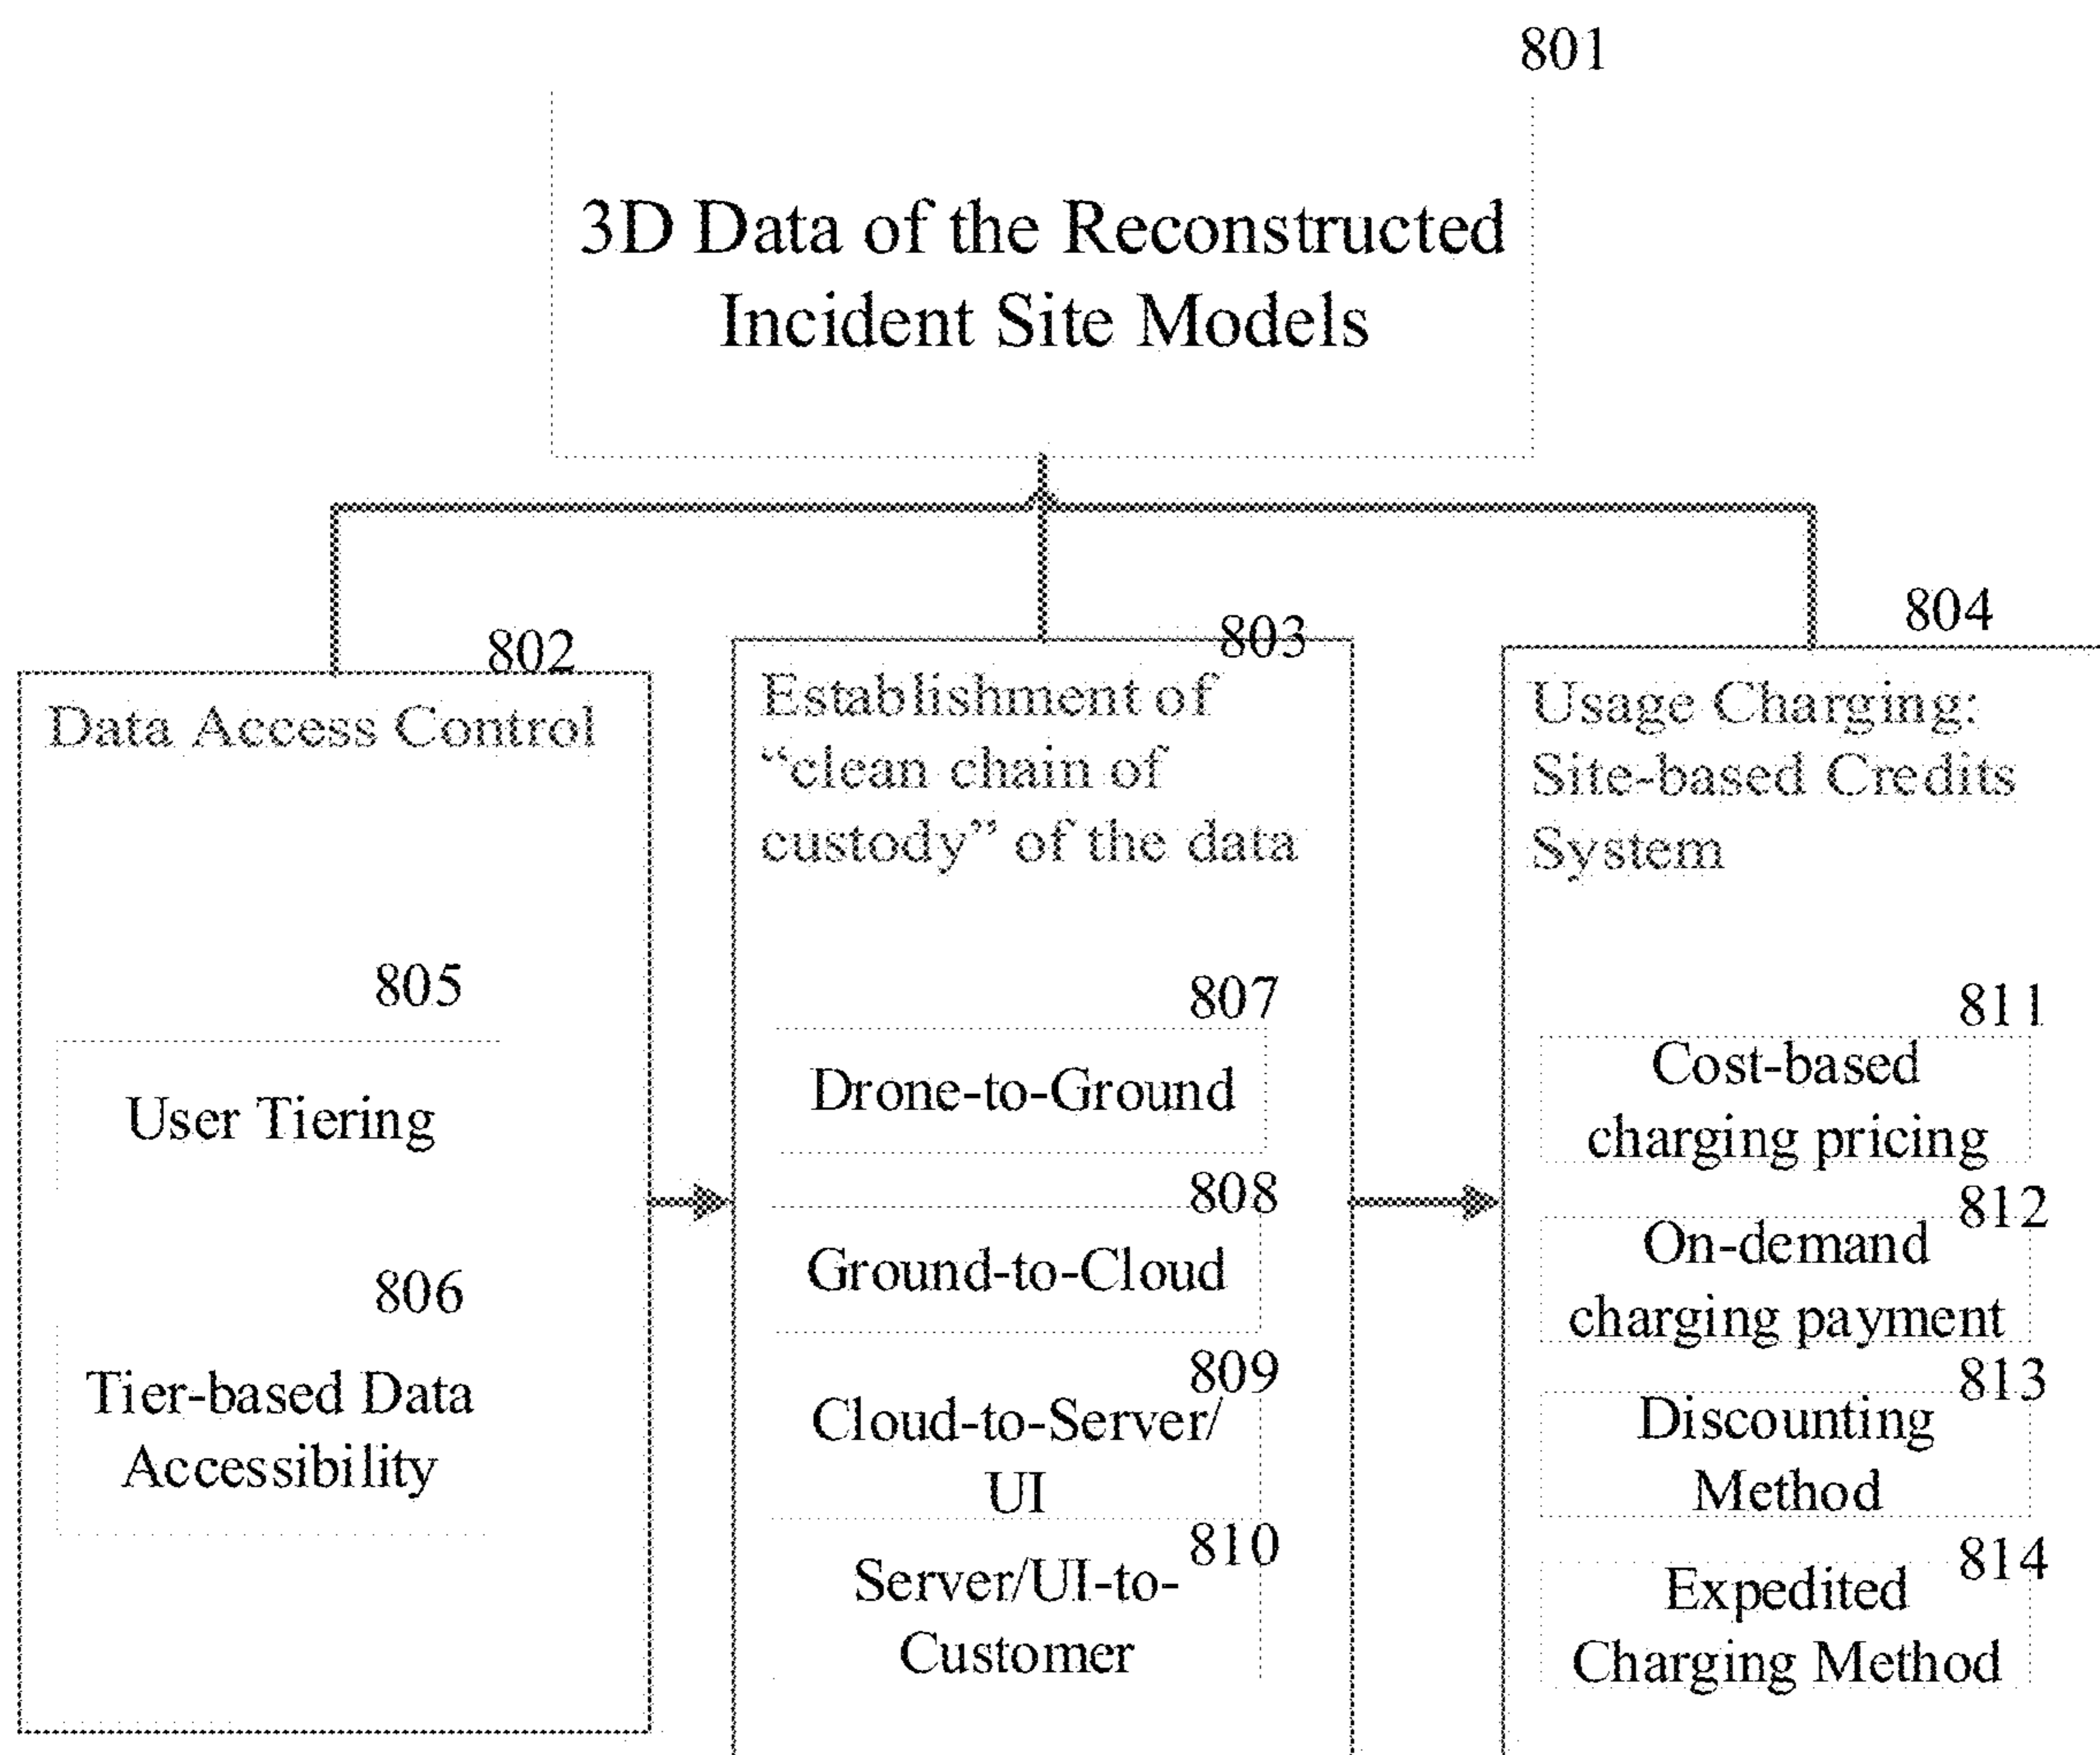 801
3D Data of the Reconstructed
Incident Site Models
802
Data Access Control
805
User Tiering
806
Tier-based Data
Accessibility
803
Establishment of
“clean chain of
custody” of the data
807
Drone-to-Ground
808
Ground-to-Cloud
809
Cloud-to-Server/
UI
810
Server/UI-to-
Customer
804
Usage Charging:
Site-based Credits
System
811
Cost-based
charging pricing
812
On-demand
charging payment
813
Discounting
Method
814
Expedited
Charging Method